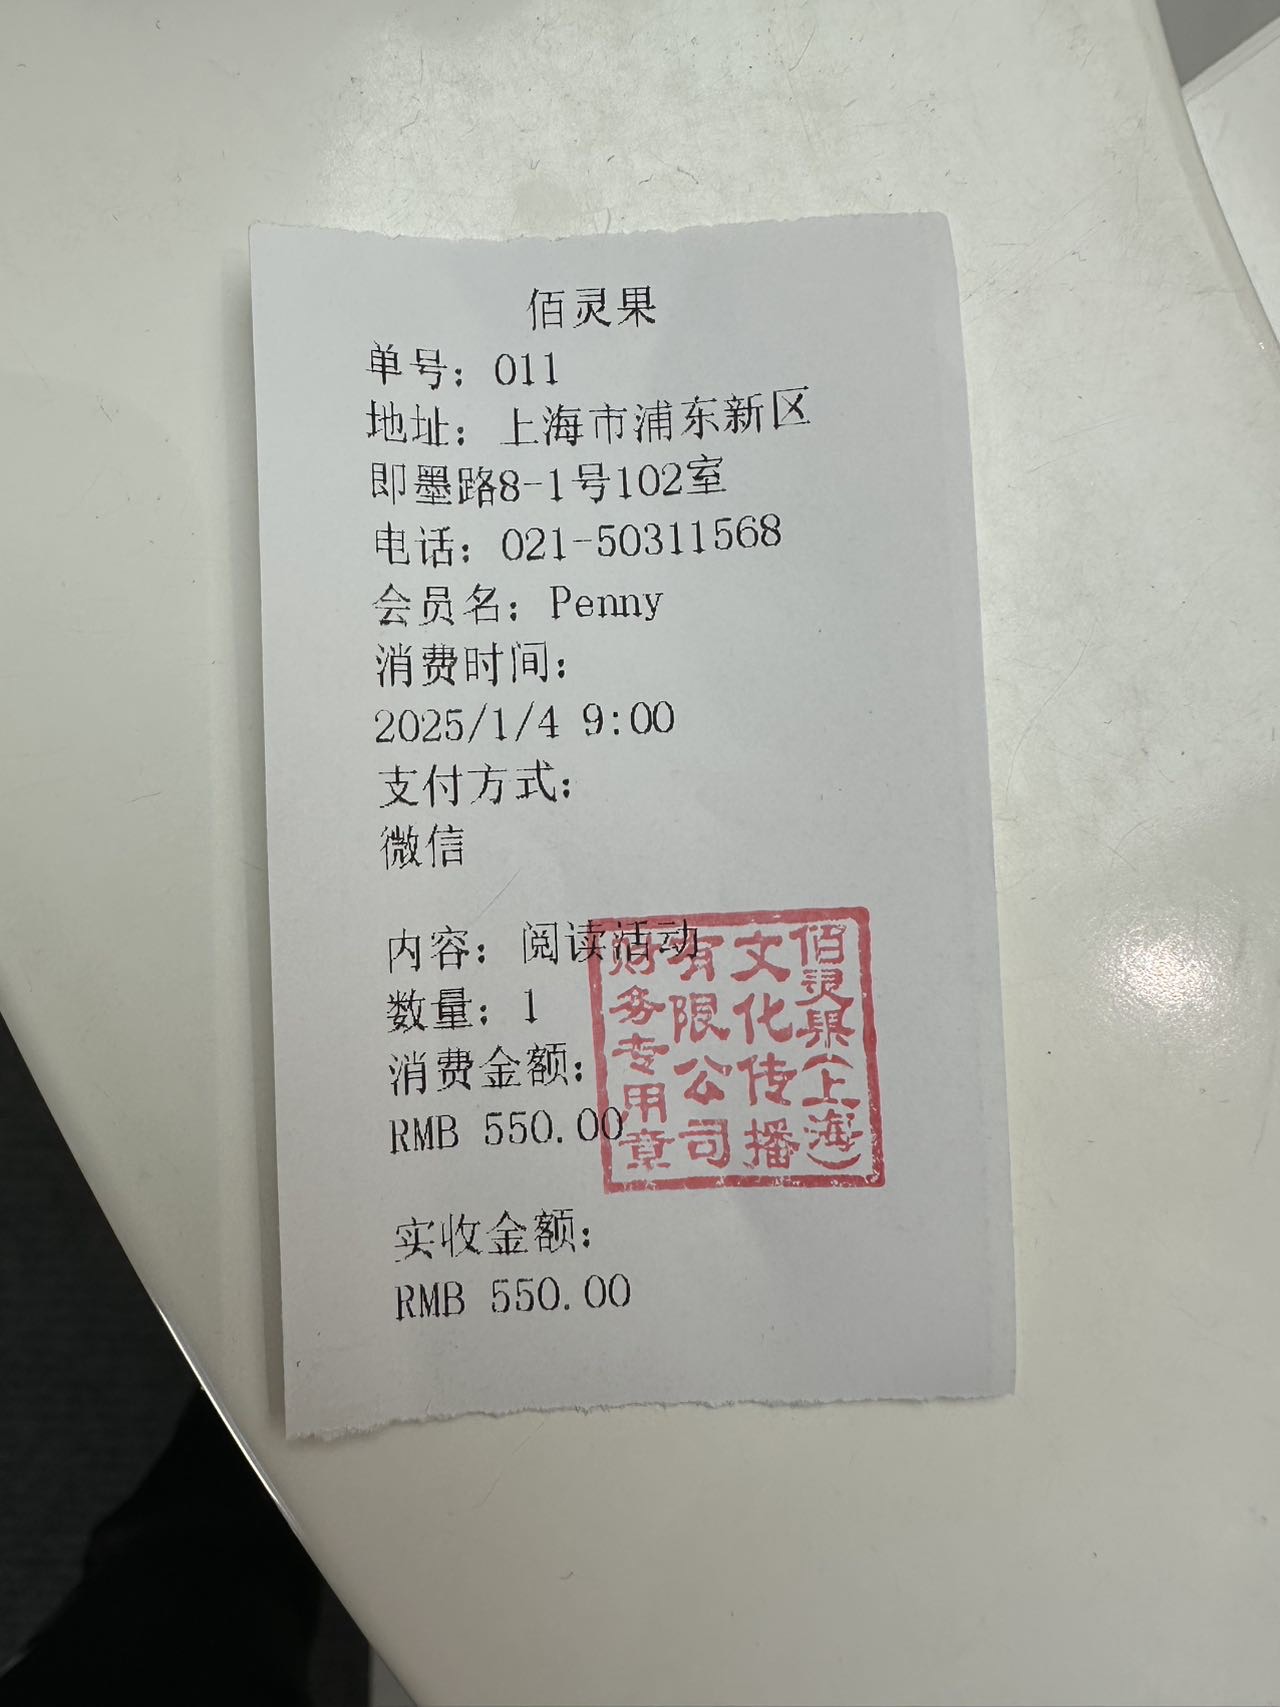 佰灵果
单号：011
地址：上海市浦东新区
即墨路8-1号102室
电话：021-50311568
会员名：Penny
消费时间：
2025/1/4 9:00
支付方式：
微信
内容：阅读活动
数量：1
消费金额：
RMB 550.00
实收金额：
RMB 550.00
佰灵果（上海）
文化传播
有限公司
财务专用章